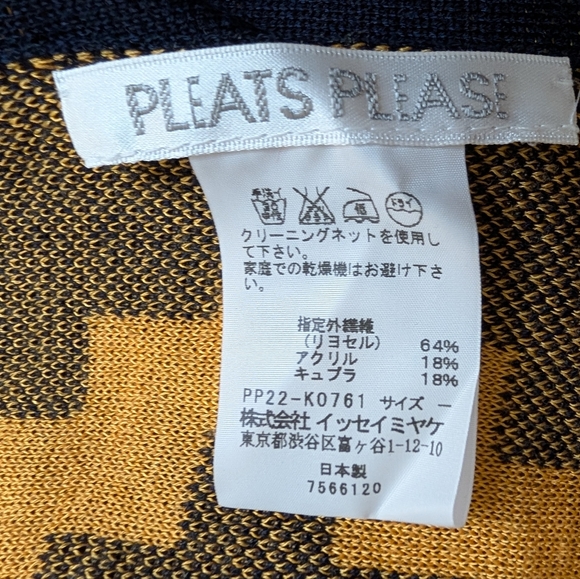 PLEATS PLEASE
手洗イ
30
中性
低
ドライ
クリーニングネットを使用し
て下さい。
家庭での乾燥機はお避け下さ
い。
指定外繊維
(リヨセル) 64%
アクリル 18%
キュプラ 18%
PP22-K0761 サイズ ー
株式会社 イッセイミヤケ
東京都渋谷区富ヶ谷1-12-10
日本製
7566120